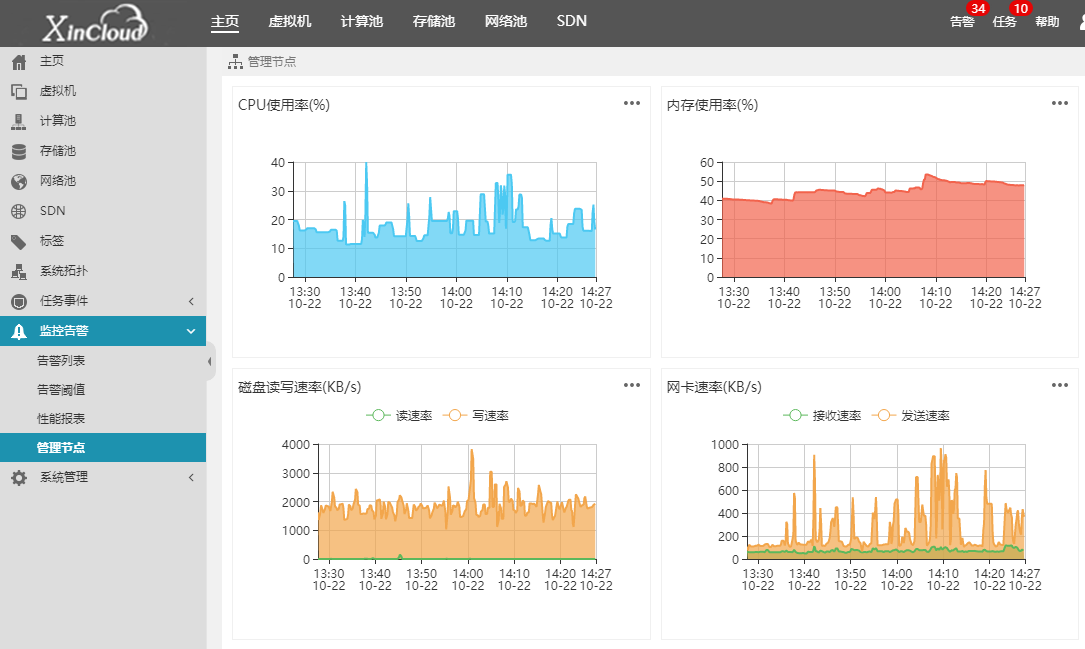 XinCloud
主页 虚拟机 计算池 存储池 网络池 SDN
34 10
告警 任务 帮助
主页
虚拟机
计算池
存储池
网络池
SDN
标签
系统拓扑
任务事件
监控告警
告警列表
告警阈值
性能报表
管理节点
系统管理
管理节点
CPU使用率(%)
40
30
20
10
0
13:30 13:40 13:50 14:00 14:10 14:20 14:27
10-22 10-22 10-22 10-22 10-22 10-22 10-22
内存使用率(%)
60
50
40
30
20
10
0
13:30 13:40 13:50 14:00 14:10 14:20 14:27
10-22 10-22 10-22 10-22 10-22 10-22 10-22
磁盘读写速率(KB/s)
读速率 写速率
4000
3000
2000
1000
0
13:30 13:40 13:50 14:00 14:10 14:20 14:27
10-22 10-22 10-22 10-22 10-22 10-22 10-22
网卡速率(KB/s)
接收速率 发送速率
1000
800
600
400
200
0
13:30 13:40 13:50 14:00 14:10 14:20 14:27
10-22 10-22 10-22 10-22 10-22 10-22 10-22